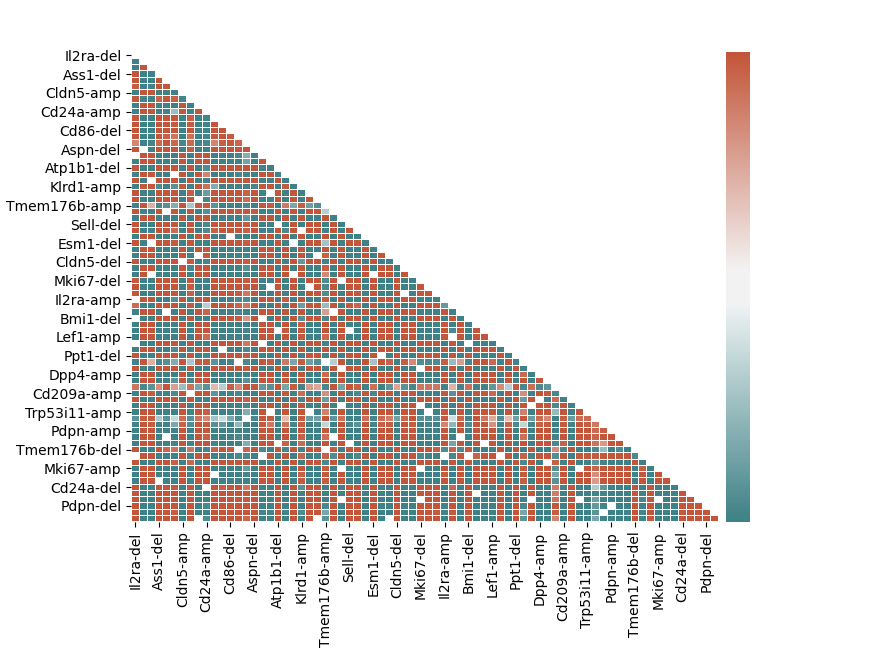 Il2ra-del
Ass1-del
Cldn5-amp
Cd24a-amp
Cd86-del
Aspn-del
Atp1b1-del
Klrd1-amp
Tmem176b-amp
Sell-del
Esm1-del
Cldn5-del
Mki67-del
Il2ra-amp
Bmi1-del
Lef1-amp
Ppt1-del
Dpp4-amp
Cd209a-amp
Trp53i11-amp
Pdpn-amp
Tmem176b-del
Mki67-amp
Cd24a-del
Pdpn-del
Il2ra-del
Ass1-del
Cldn5-amp
Cd24a-amp
Cd86-del
Aspn-del
Atp1b1-del
Klrd1-amp
Tmem176b-amp
Sell-del
Esm1-del
Cldn5-del
Mki67-del
Il2ra-amp
Bmi1-del
Lef1-amp
Ppt1-del
Dpp4-amp
Cd209a-amp
Trp53i11-amp
Pdpn-amp
Tmem176b-del
Mki67-amp
Cd24a-del
Pdpn-del